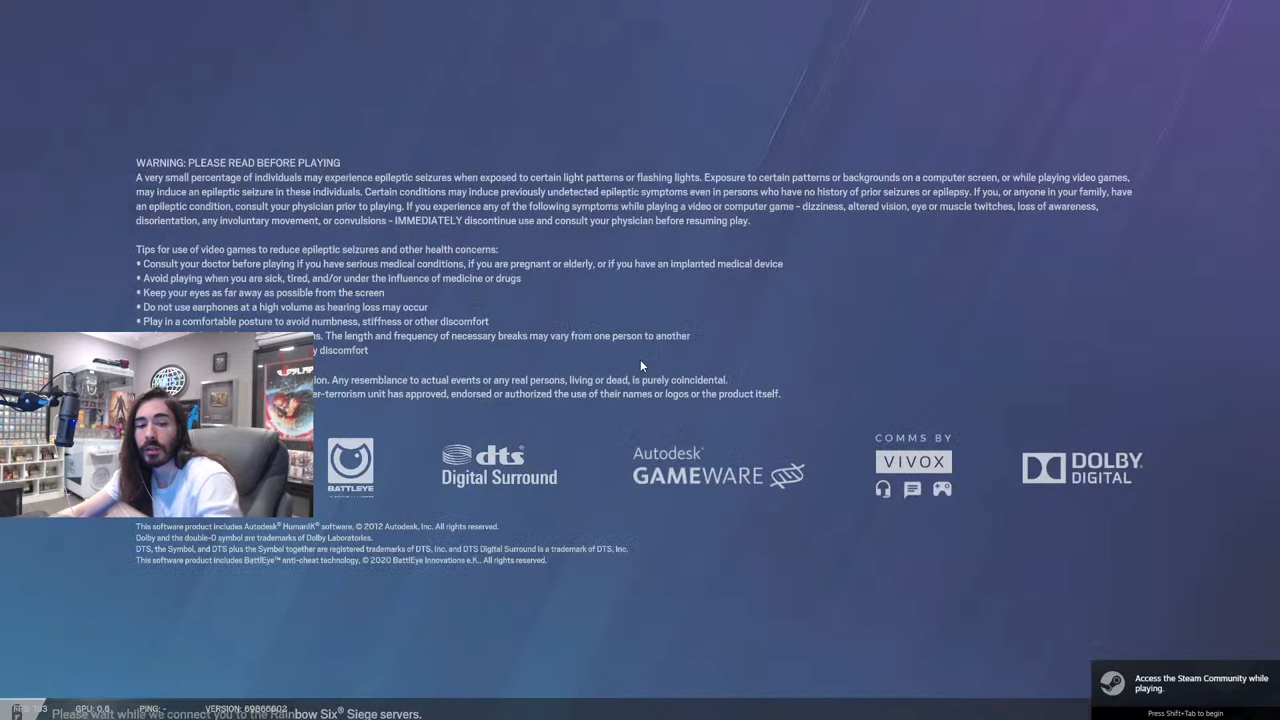 WARNING: PLEASE READ BEFORE PLAYING
A very small percentage of individuals may experience epileptic seizures when exposed to certain light patterns or flashing lights. Exposure to certain patterns or backgrounds on a computer screen, or while playing video games,
may induce an epileptic seizure in these individuals. Certain conditions may induce previously undetected epileptic symptoms even in persons who have no history of prior seizures or epilepsy. If you, or anyone in your family, have
an epileptic condition, consult your physician prior to playing. If you experience any of the following symptoms while playing a video or computer game - dizziness, altered vision, eye or muscle twitches, loss of awareness,
disorientation, any involuntary movement, or convulsions - IMMEDIATELY discontinue use and consult your physician before resuming play.
Tips for use of video games to reduce epileptic seizures and other health concerns:
• Consult your doctor before playing if you have serious medical conditions, if you are pregnant or elderly, or if you have an implanted medical device
• Avoid playing when you are sick, tired, and/or under the influence of medicine or drugs
• Keep your eyes as far away as possible from the screen
• Do not use earphones at a high volume as hearing loss may occur
• Play in a comfortable posture to avoid numbness, stiffness or other discomfort
The length and frequency of necessary breaks may vary from one person to another
discomfort
Any resemblance to actual events or any real persons, living or dead, is purely coincidental.
er-terrorism unit has approved, endorsed or authorized the use of their names or logos or the product itself.
BATTLEYE
dts
Digital Surround
Autodesk®
GAMEWARE
COMMS BY
VIVOX
DOLBY
DIGITAL
This software product includes Autodesk® HumanIK® software, © 2012 Autodesk, Inc. All rights reserved.
Dolby and the double-D symbol are trademarks of Dolby Laboratories.
DTS, the Symbol, and DTS plus the Symbol together are registered trademarks of DTS, Inc. and DTS Digital Surround is a trademark of DTS, Inc.
This software product includes BattlEye™ anti-cheat technology, © 2020 BattlEye Innovations e.K.. All rights reserved.
Access the Steam Community while
playing.
Press Shift+Tab to begin
FPS: 133 GPU: 0.6 PING: - VERSION: 69866602
Please wait while we connect you to the Rainbow Six® Siege servers.